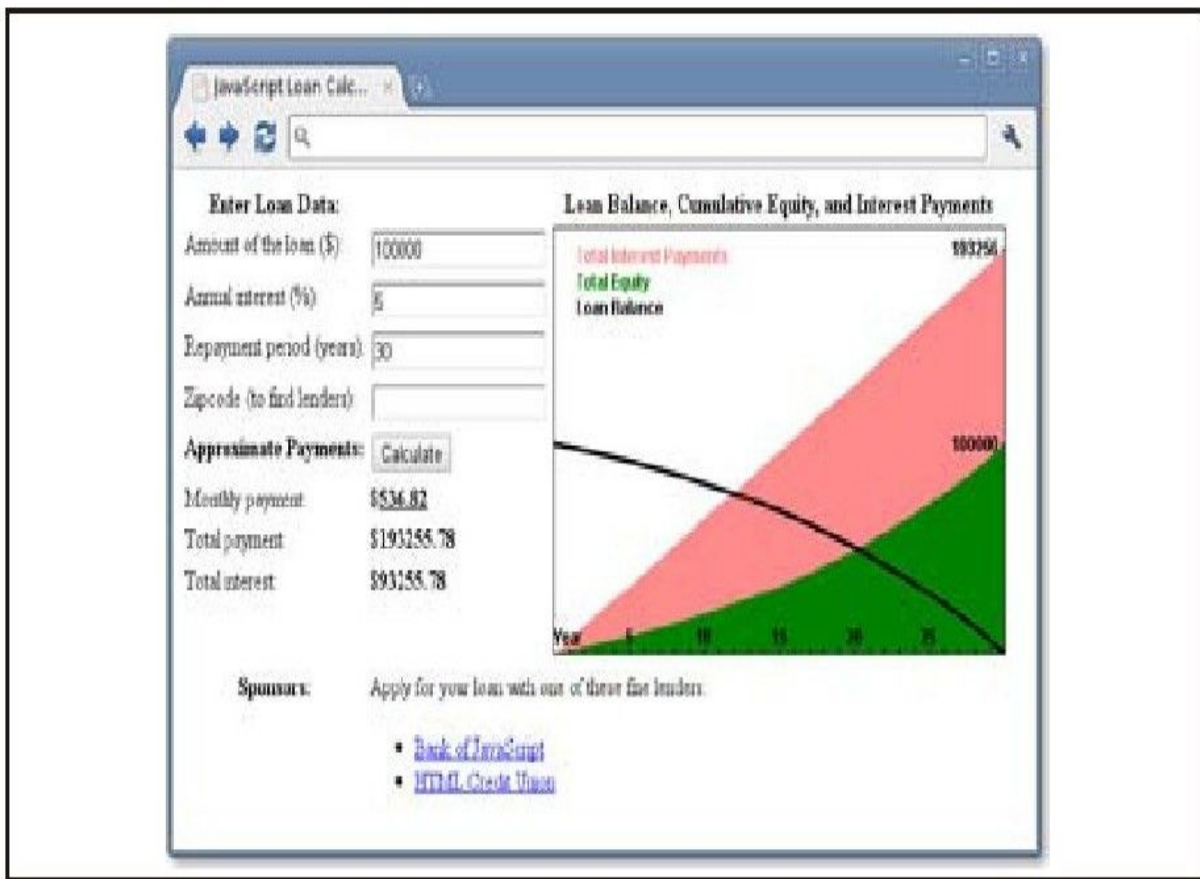 JavaScript Loan Calc...
Enter Loan Data:
Amount of the loan ($):
100000
Annual interest (%):
5
Repayment period (years):
30
Zipcode (to find lenders):
Approximate Payments:
Calculate
Monthly payment:
$536.82
Total payment:
$193255.78
Total interest:
$93255.78
Loan Balance, Cumulative Equity, and Interest Payments
Total Interest Payments
Total Equity
Loan Balance
193256
100000
Year 5 10 15 20 25
Sponsors:
Apply for your loan with one of these fine lenders:
Bank of JavaScript
HTML Credit Union